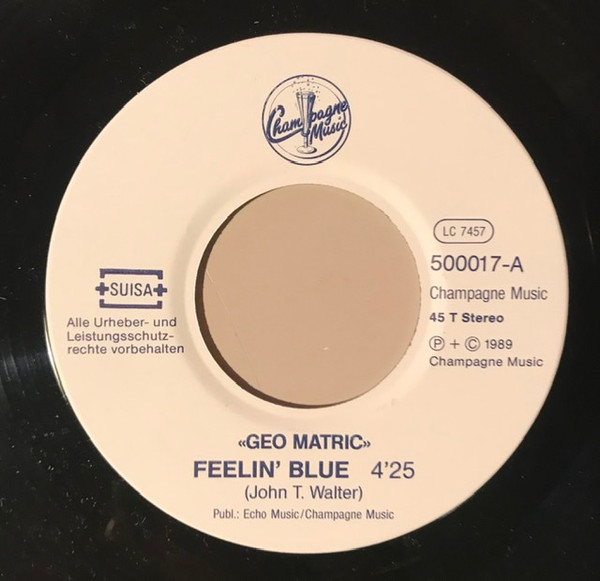 Champagne
Music
LC 7457
500017-A
Champagne Music
45 T Stereo
Ⓟ + © 1989
Champagne Music
SUISA
Alle Urheber- und
Leistungsschutz-
rechte vorbehalten
«GEO MATRIC»
FEELIN' BLUE 4'25
(John T. Walter)
Publ.: Echo Music/Champagne Music